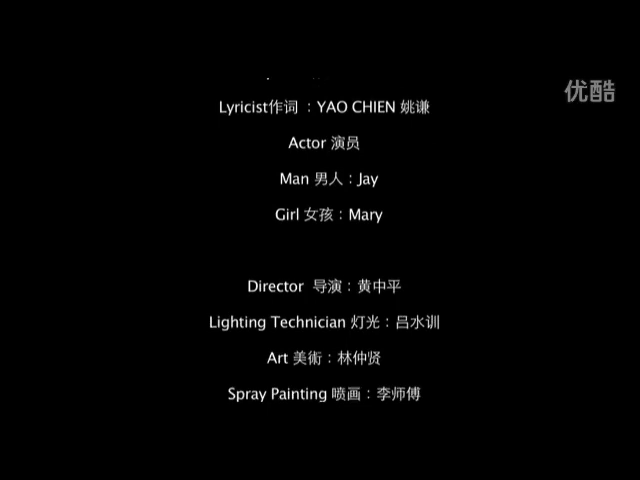 优酷
Lyricist作词 ：YAO CHIEN 姚谦
Actor 演员
Man 男人：Jay
Girl 女孩：Mary
Director 导演：黄中平
Lighting Technician 灯光：吕水训
Art 美術：林仲贤
Spray Painting 喷画：李师傅